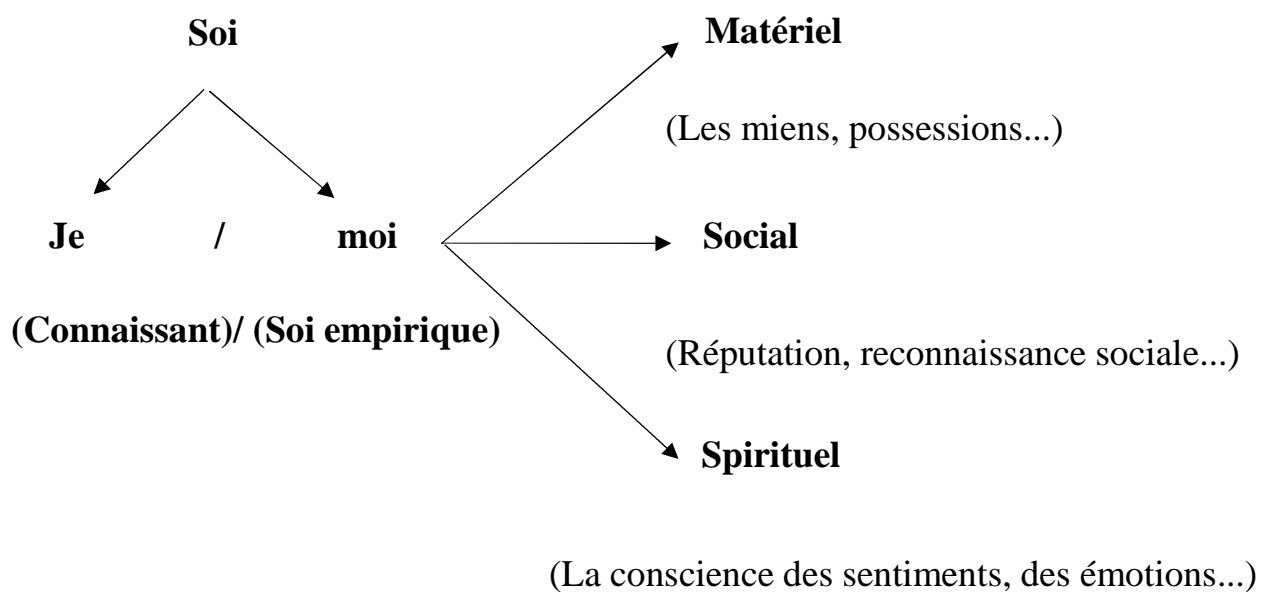 Soi
Matériel
(Les miens, possessions...)
Je / moi
Social
(Connaissant)/ (Soi empirique)
(Réputation, reconnaissance sociale...)
Spirituel
(La conscience des sentiments, des émotions...)